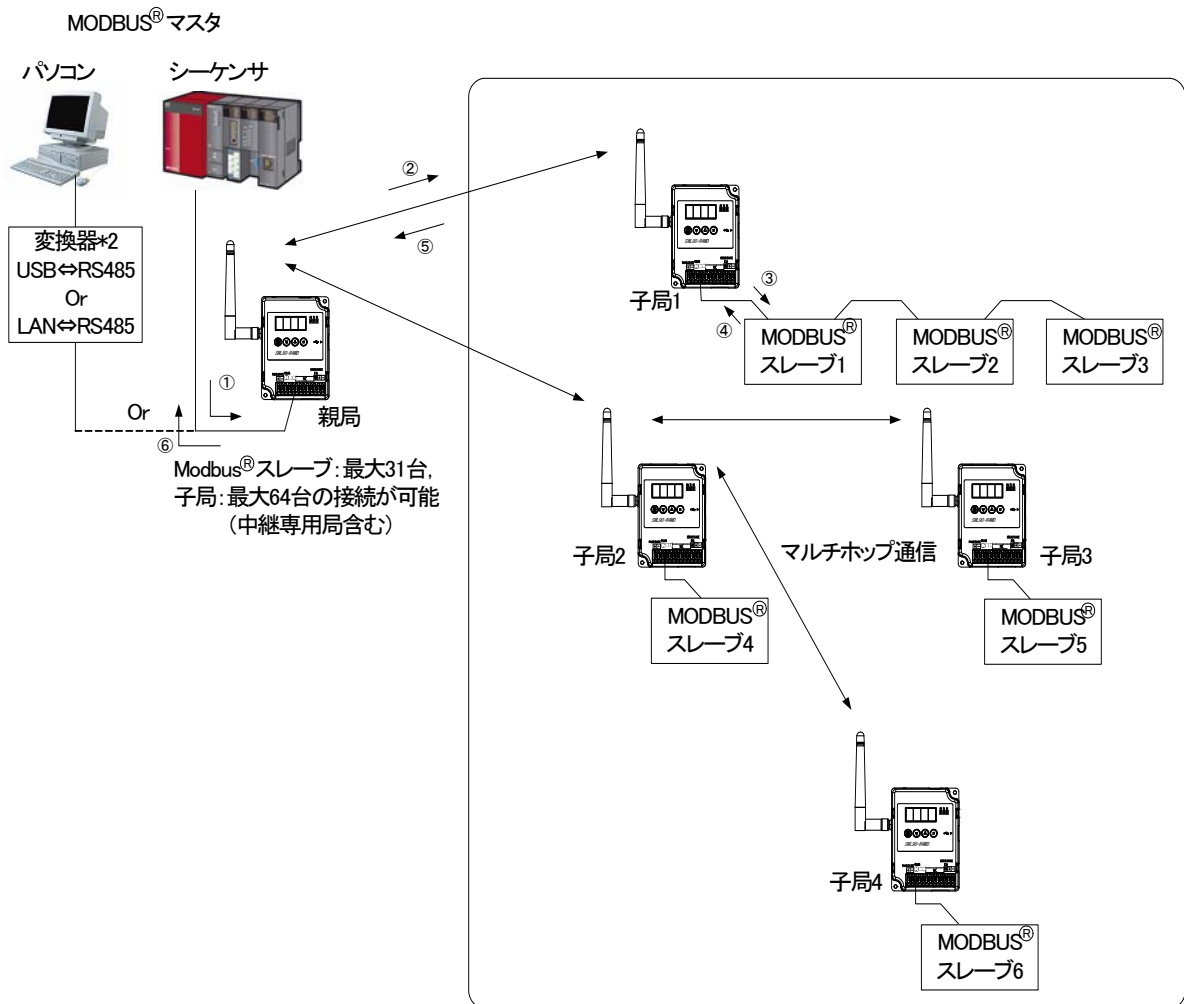 MODBUS® マスタ
パソコン
シーケンサ
変換器*2
USB⇔RS485
Or
LAN⇔RS485
①
Or
⑥
親局
Modbus®スレーブ:最大31台,
子局:最大64台の接続が可能
(中継専用局含む)
②
⑤
子局1
③
④
MODBUS®
スレーブ1
MODBUS®
スレーブ2
MODBUS®
スレーブ3
子局2
マルチホップ通信
子局3
MODBUS®
スレーブ4
MODBUS®
スレーブ5
子局4
MODBUS®
スレーブ6